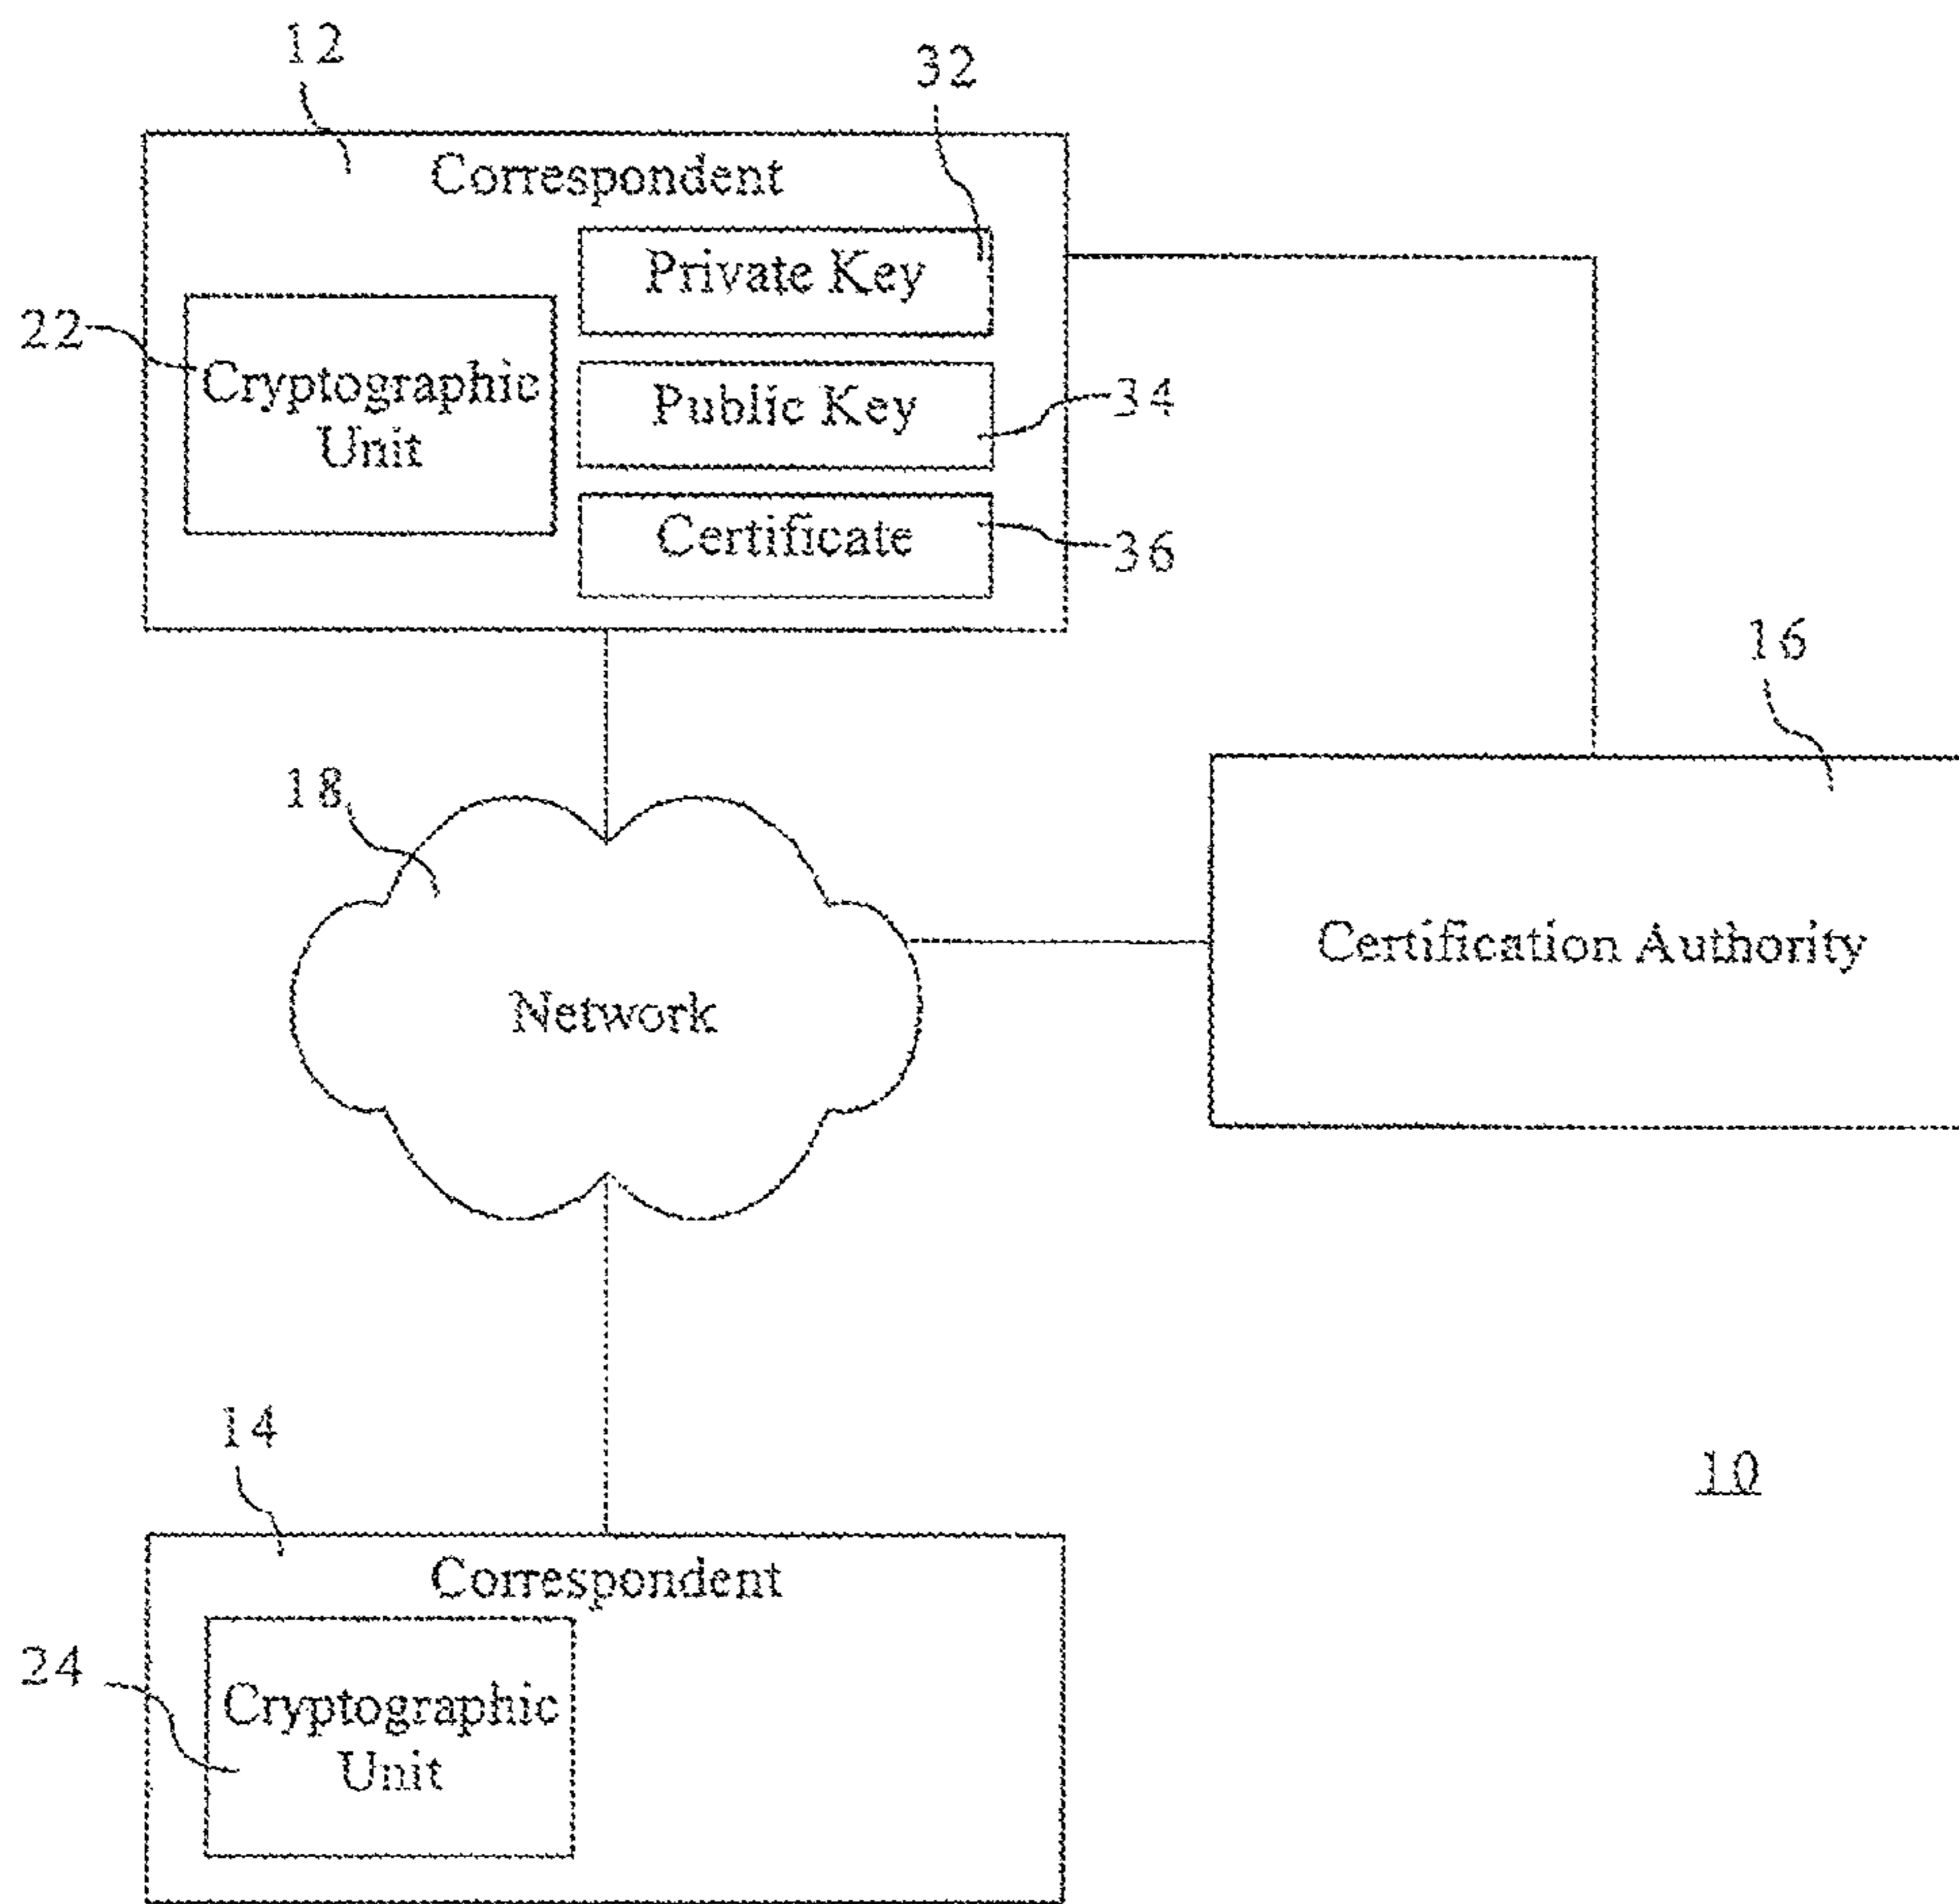 12
32
Correspondent
Private Key
22
Cryptographic
Unit
Public Key
34
Certificate
36
16
18
Certification Authority
Network
14
10
Correspondent
24
Cryptographic
Unit